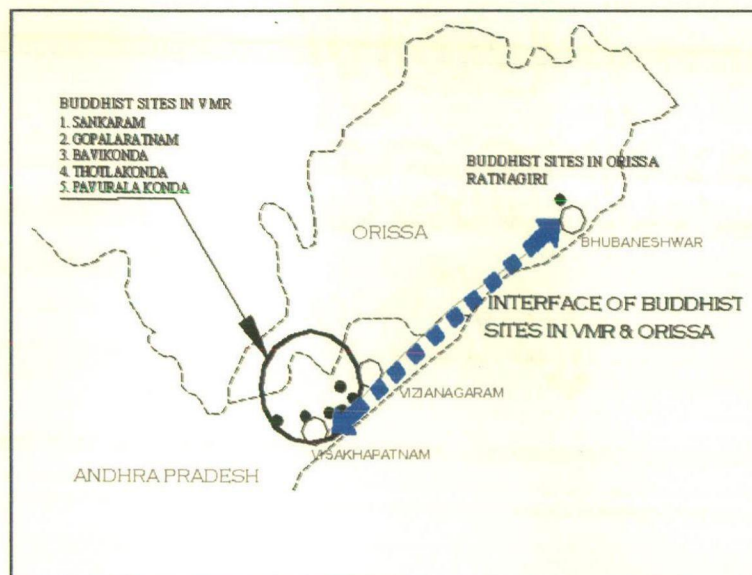 BUDDHIST SITES IN VMR
1. SANKARAM
2. GOPALARATNAM
3. BAVIKONDA
4. THOTLAKONDA
5. PAVURALA KONDA
BUDDHIST SITES IN ORISSA
RATNAGIRI
ORISSA
BHUBANESHWAR
INTERFACE OF BUDDHIST
SITES IN VMR & ORISSA
VIZIANAGARAM
VISAKHAPATNAM
ANDHRA PRADESH